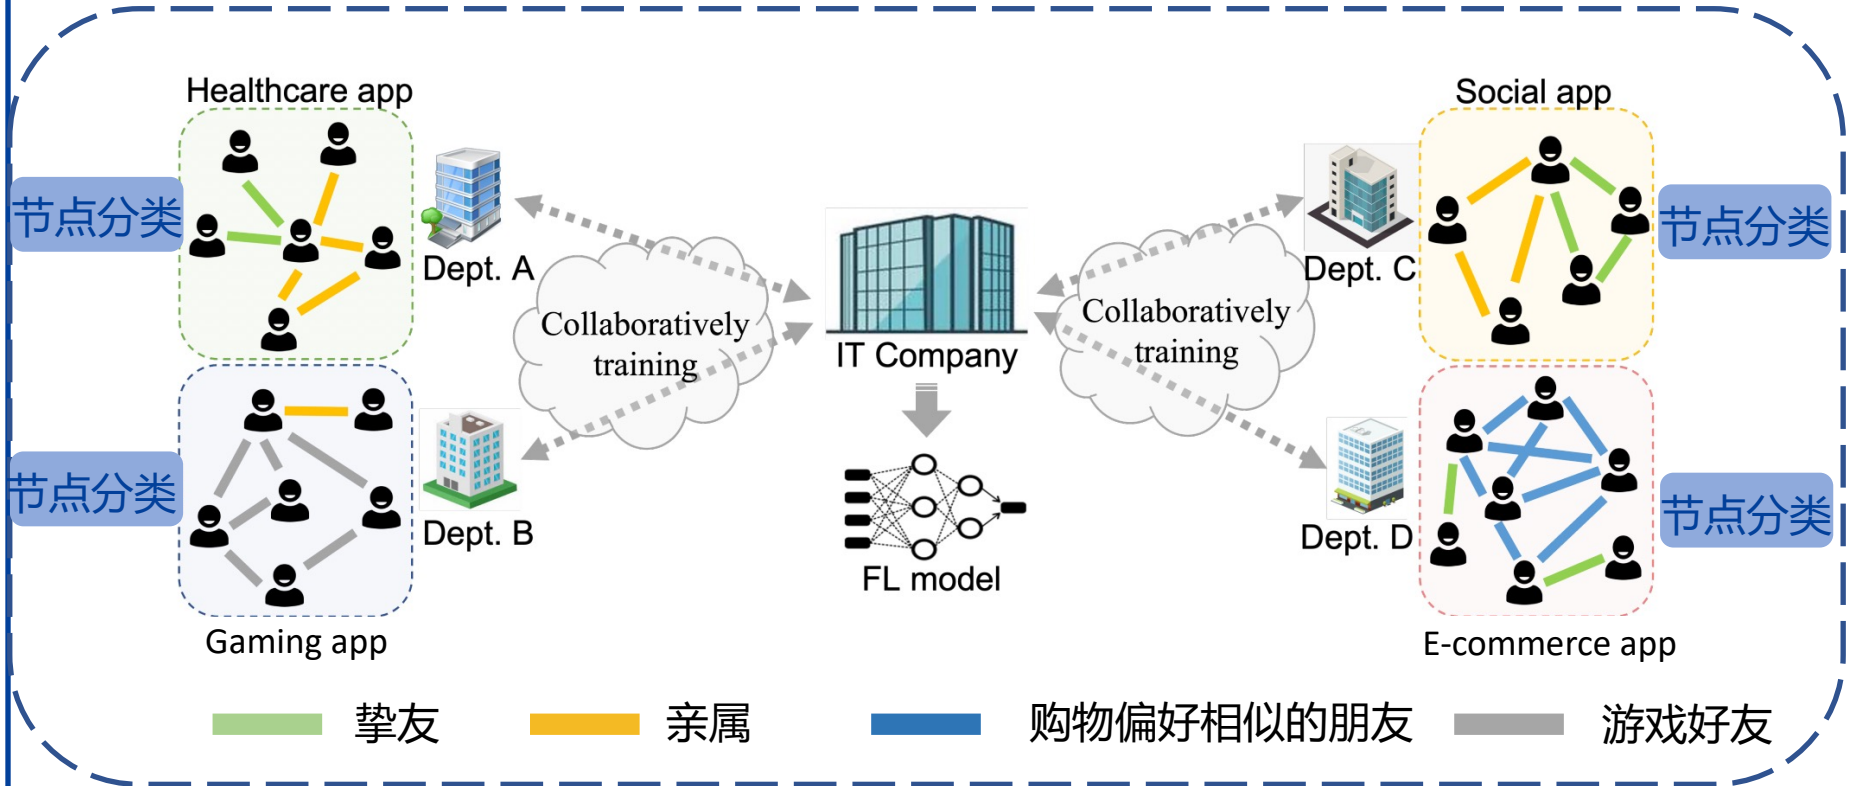 Healthcare app
Social app
节点分类
节点分类
Dept. A
Dept. C
Collaboratively
training
Collaboratively
training
IT Company
节点分类
节点分类
Dept. B
Dept. D
FL model
Gaming app
E-commerce app
挚友
亲属
购物偏好相似的朋友
游戏好友